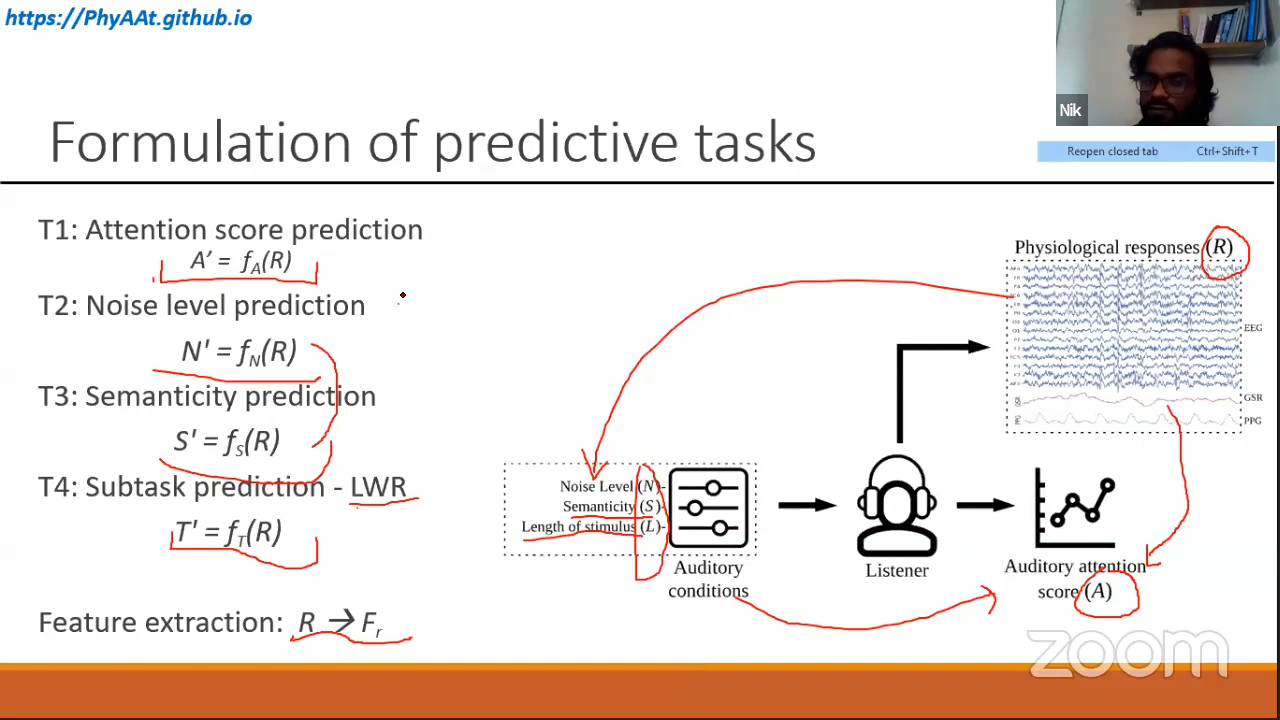 https://PhyAAt.github.io
Nik
Reopen closed tab Ctrl+Shift+T
Formulation of predictive tasks
T1: Attention score prediction
A' = fA(R)
T2: Noise level prediction
N' = fN(R)
T3: Semanticity prediction
S' = fS(R)
T4: Subtask prediction - LWR
T' = fT(R)
Feature extraction: R → Fr
Physiological responses (R)
EEG
GSR
GSR
PPG
PPG
Noise Level (N)-
Semanticity (S)-
Length of stimulus (L)-
Auditory
conditions
Listener
Auditory attention
score (A)
zoom